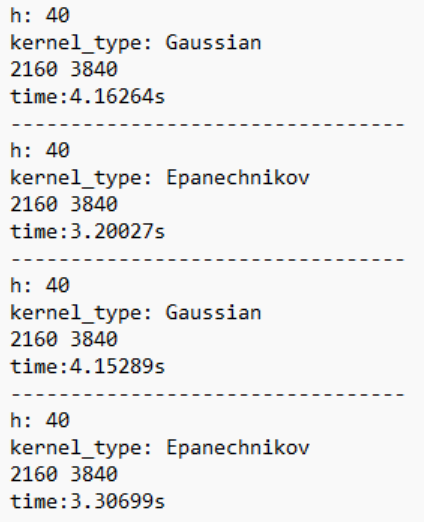 h: 40
kernel_type: Gaussian
2160 3840
time:4.16264s
---------------------------------
h: 40
kernel_type: Epanechnikov
2160 3840
time:3.20027s
---------------------------------
h: 40
kernel_type: Gaussian
2160 3840
time:4.15289s
---------------------------------
h: 40
kernel_type: Epanechnikov
2160 3840
time:3.30699s